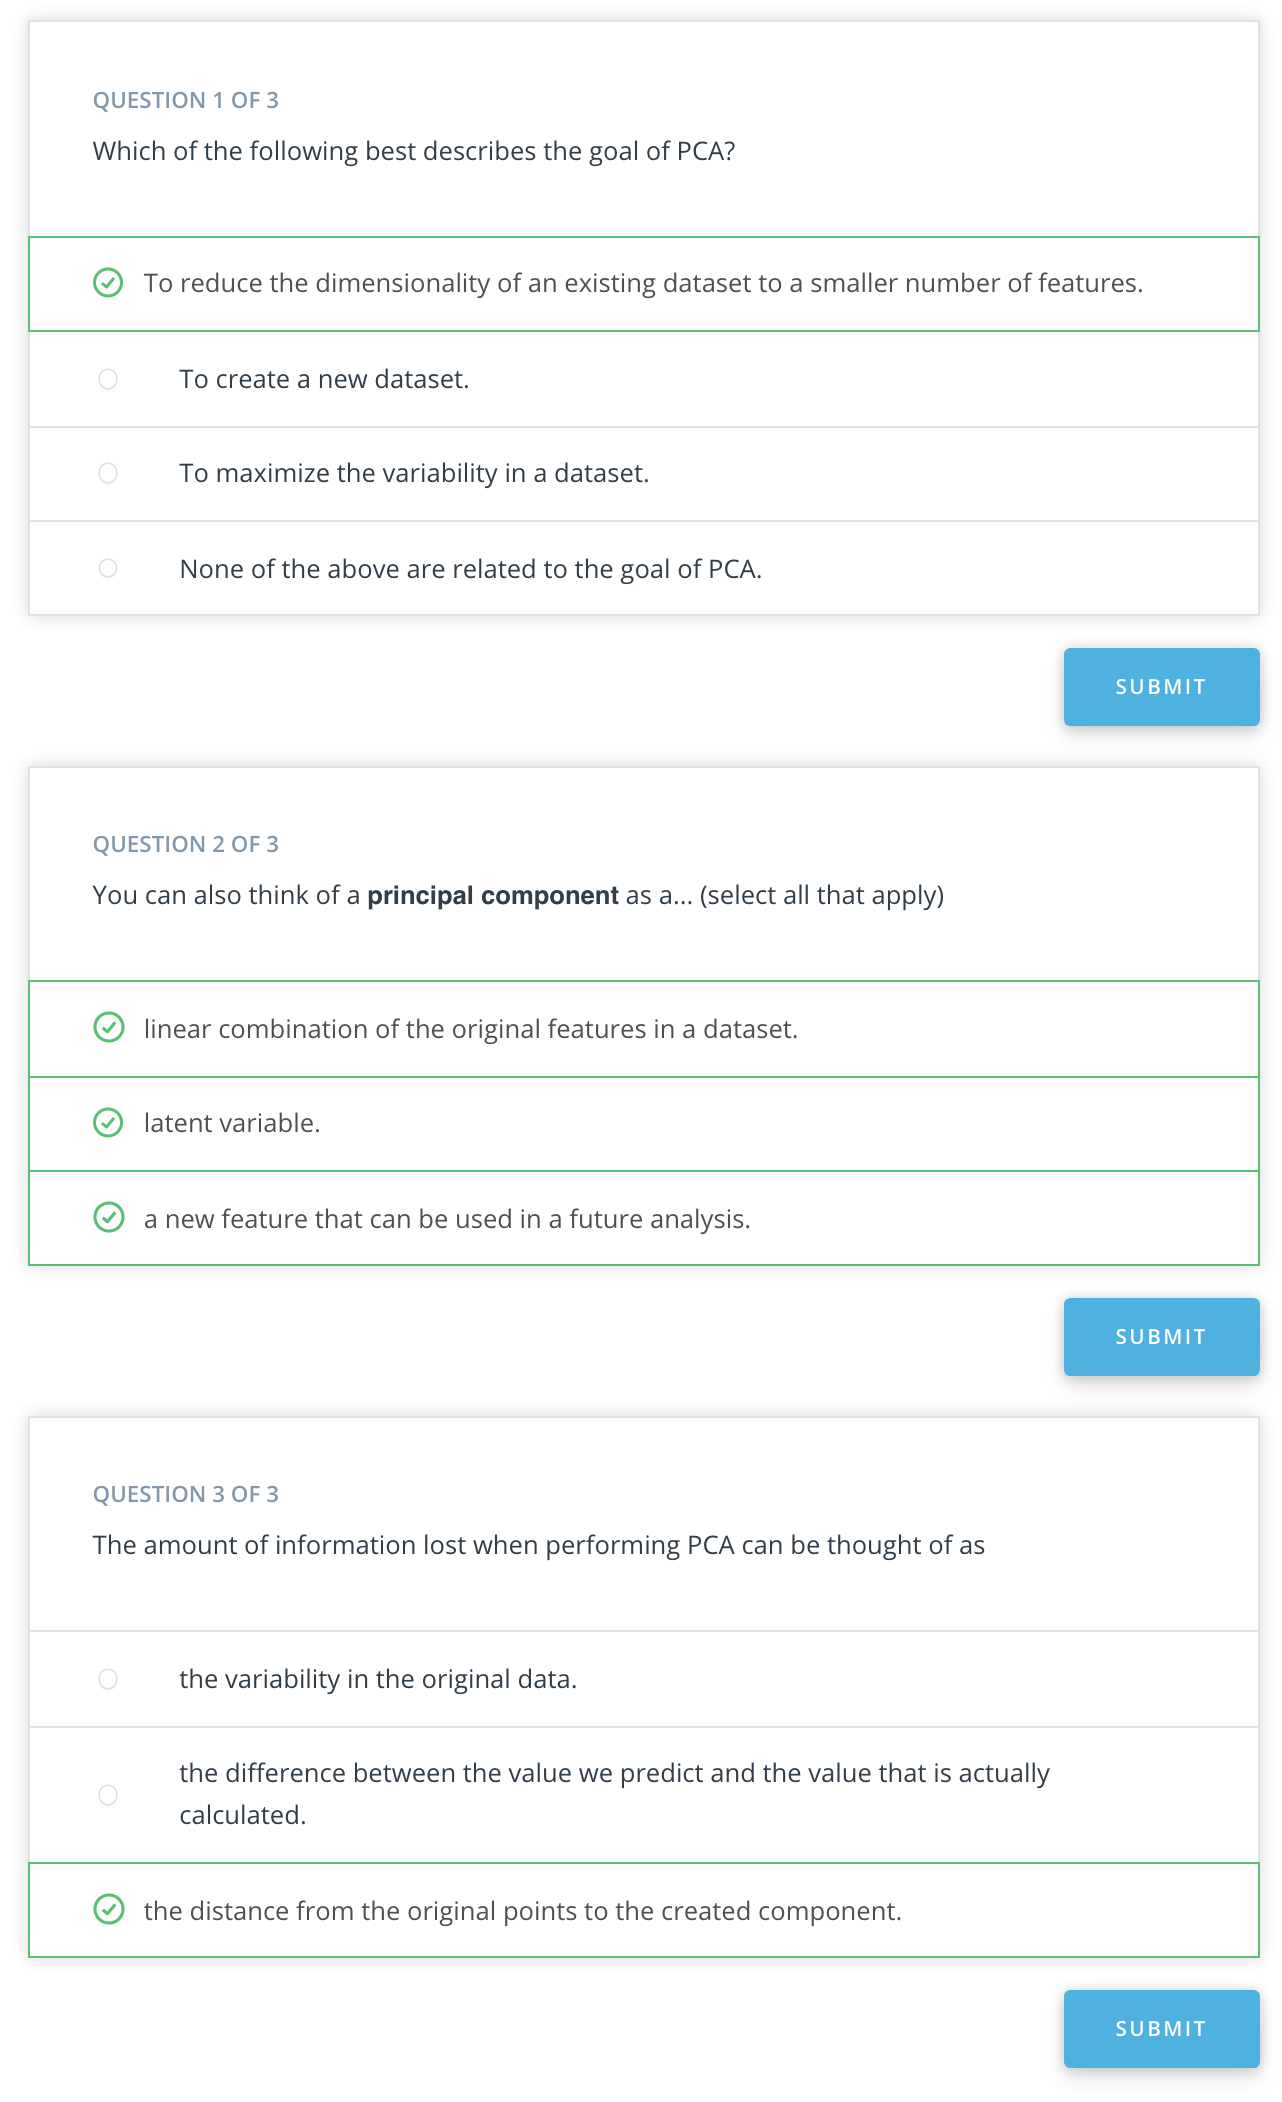 QUESTION 1 OF 3
Which of the following best describes the goal of PCA?
To reduce the dimensionality of an existing dataset to a smaller number of features.
To create a new dataset.
To maximize the variability in a dataset.
None of the above are related to the goal of PCA.
SUBMIT
QUESTION 2 OF 3
You can also think of a principal component as a... (select all that apply)
linear combination of the original features in a dataset.
latent variable.
a new feature that can be used in a future analysis.
SUBMIT
QUESTION 3 OF 3
The amount of information lost when performing PCA can be thought of as
the variability in the original data.
the difference between the value we predict and the value that is actually
calculated.
the distance from the original points to the created component.
SUBMIT